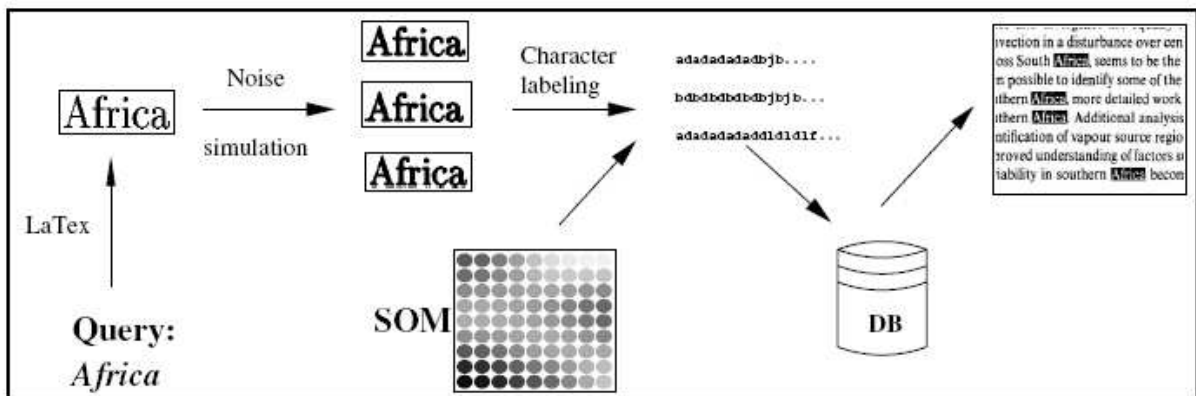 Query:
Africa
LaTex
Africa
Noise
simulation
Africa
Africa
Africa
Character
labeling
SOM
adadadadadbjb....
bdbdbdbdbdbjbjb...
adadadadaddldldlf...
DB
vection in a disturbance over cen
oss South Africa, seems to be the
n possible to identify some of the
uthern Africa, more detailed work
uthern Africa. Additional analysis
ntification of vapour source regio
proved understanding of factors
iability in southern Africa becon